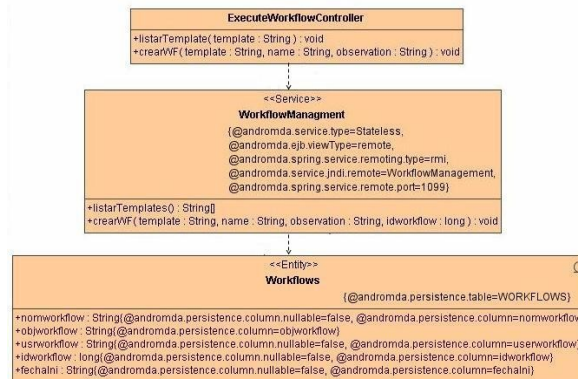 ExecuteWorkflowController
+listarTemplate( template : String ) : void
+crearWF( template : String, name : String, observation : String ) : void
<<Service>>
WorkflowManagment
{@andromda.service.type=Stateless,
@andromda.ejb.viewType=remote,
@andromda.spring.service.remoting.type=rmi,
@andromda.service.jndi.remote=WorkflowManagement,
@andromda.spring.service.remote.port=1099}
+listarTemplates() : String[]
+crearWF( template : String, name : String, observation : String, idworkflow : long ) : void
<<Entity>>
Workflows
{@andromda.persistence.table=WORKFLOWS}
+nomworkflow : String{@andromda.persistence.column.nullable=false, @andromda.persistence.column=nomworkflow
+objworkflow : String{@andromda.persistence.column=objworkflow}
+usrworkflow : String{@andromda.persistence.column.nullable=false, @andromda.persistence.column=userworkflow}
+idworkflow : long{@andromda.persistence.column.nullable=false, @andromda.persistence.column=idworkflow}
+fechaIni : String{@andromda.persistence.column.nullable=false, @andromda.persistence.column=fechaIni}